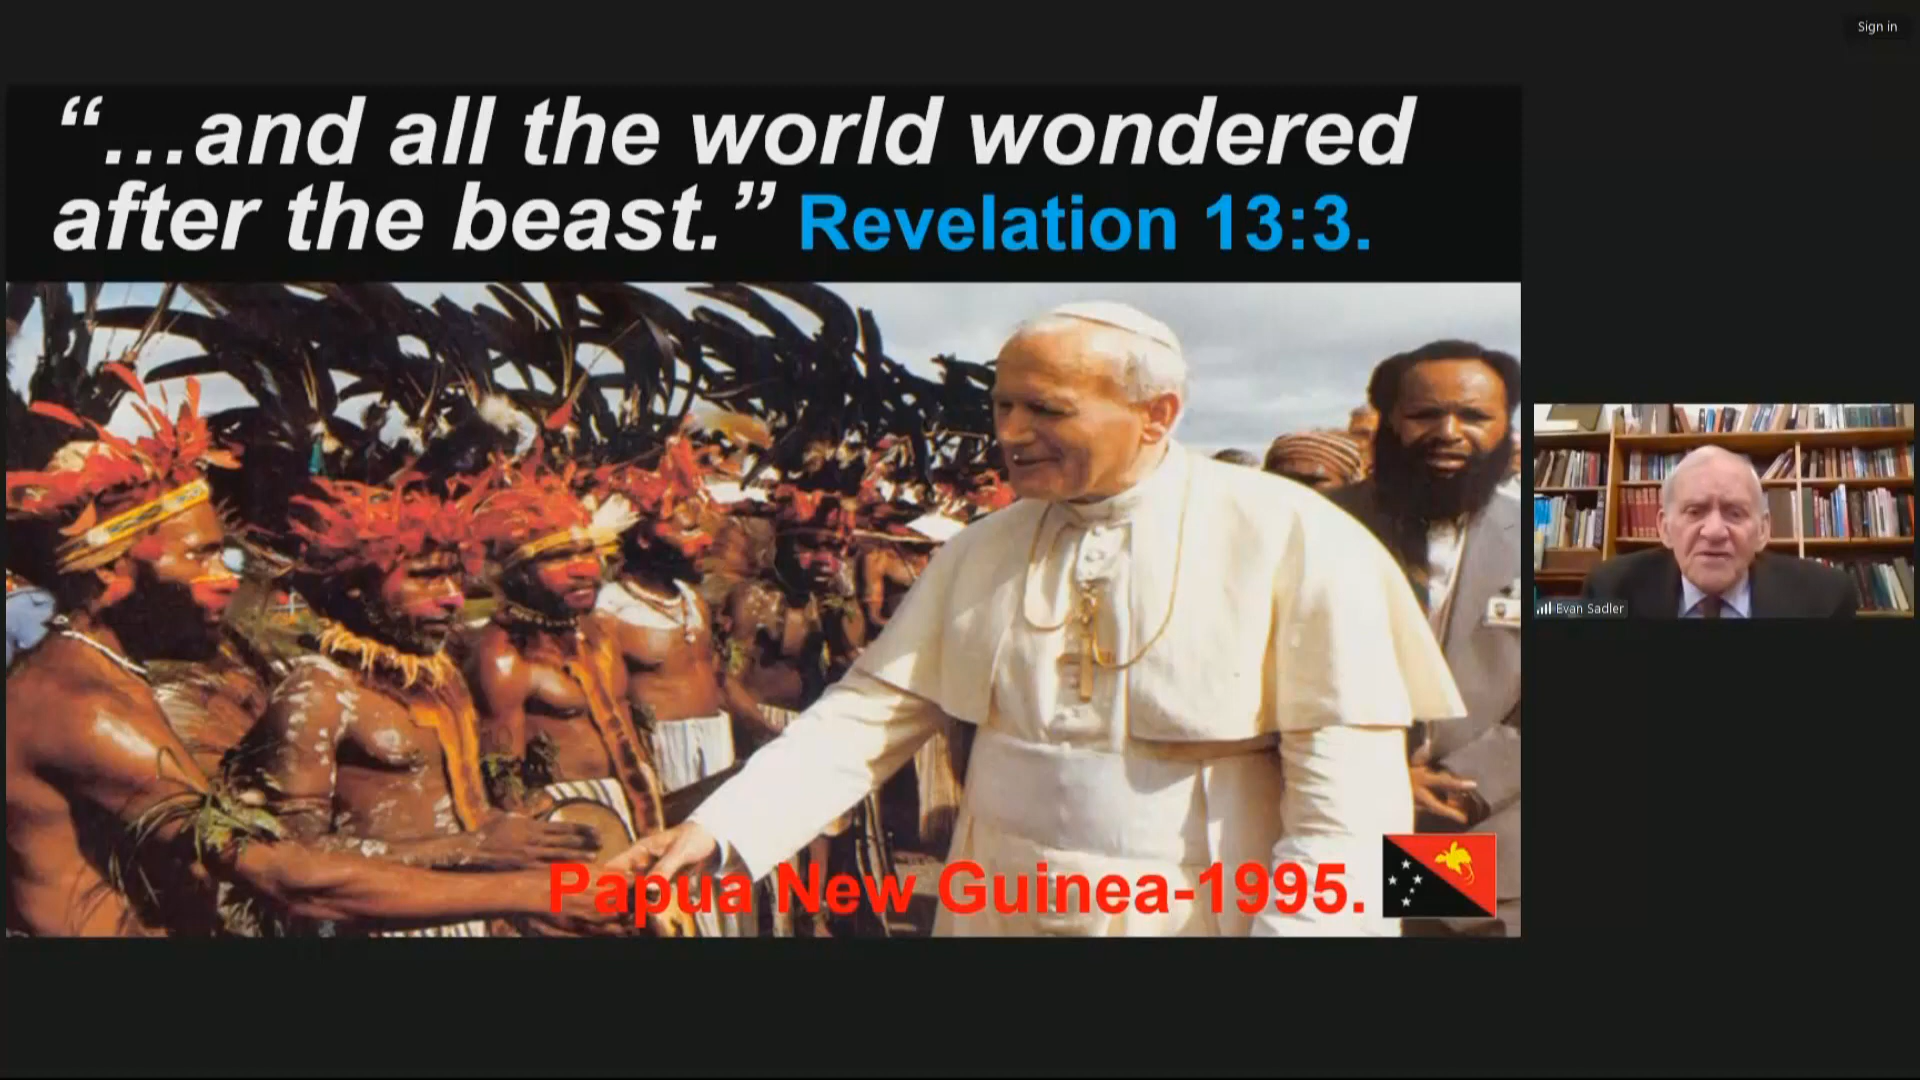 Sign in
“...and all the world wondered
after the beast.” Revelation 13:3.
Evan Sadler
Papua New Guinea-1995.